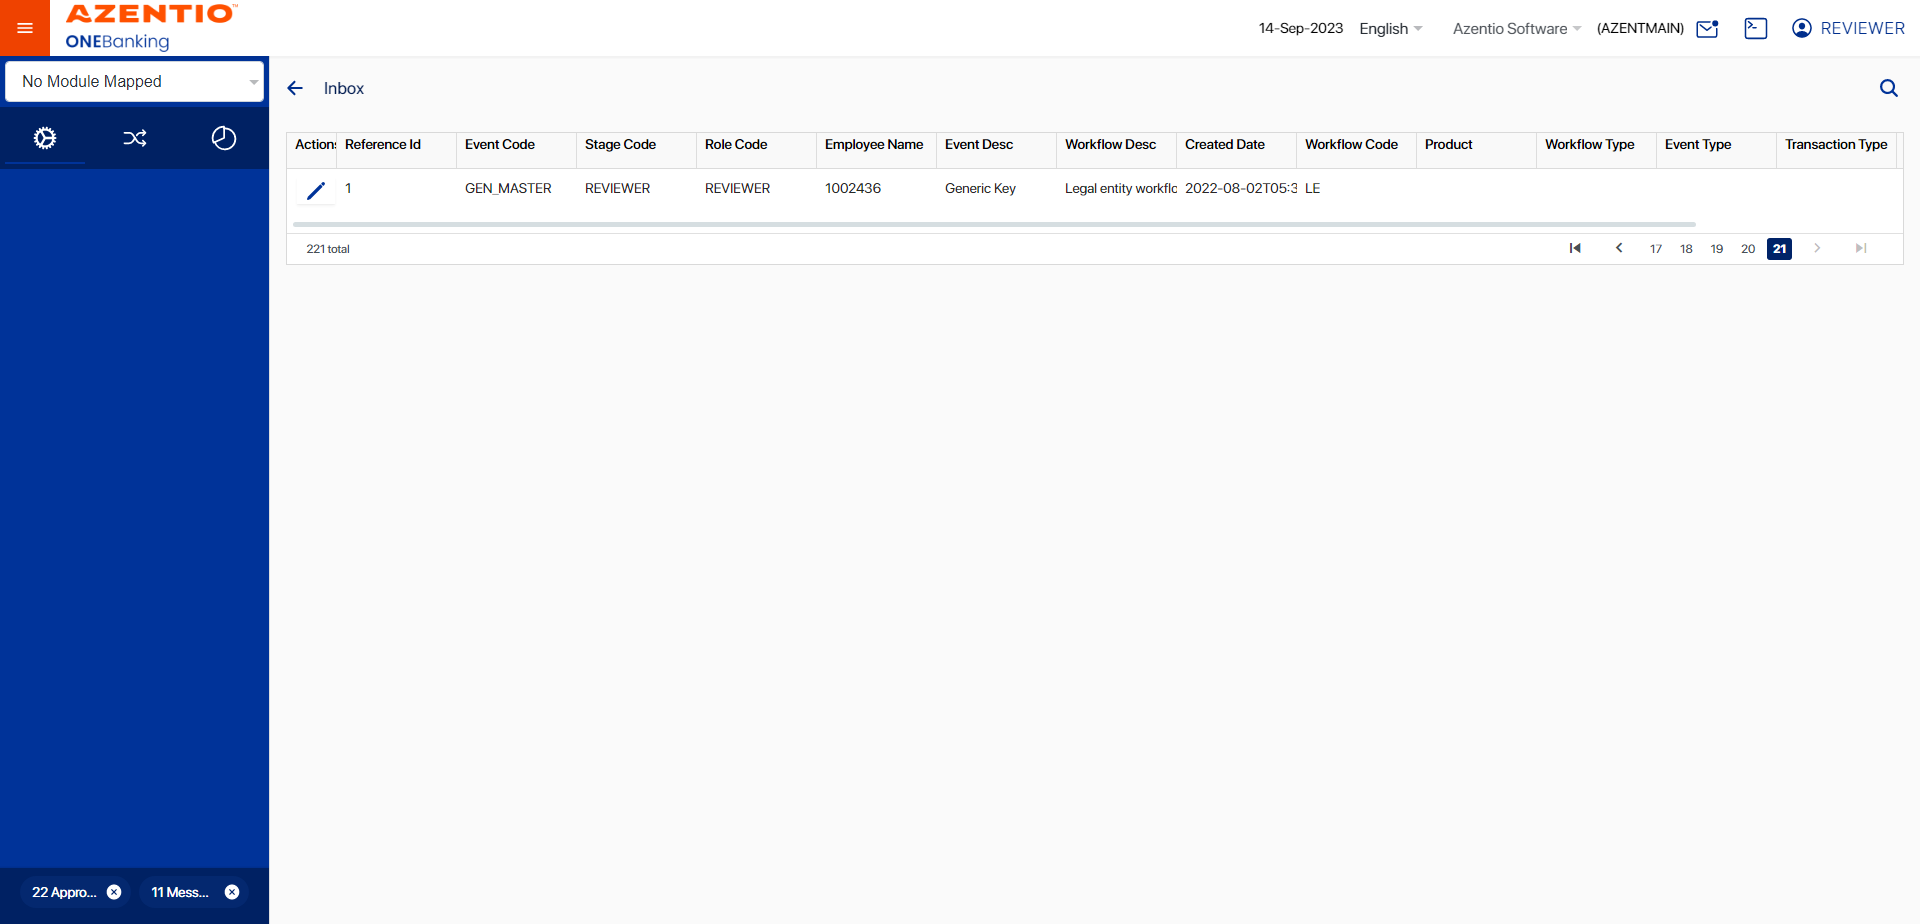 AZENTIO™
ONEBanking
14-Sep-2023 English Azentio Software (AZENTMAIN) REVIEWER
No Module Mapped
Inbox
Actions Reference Id Event Code Stage Code Role Code Employee Name Event Desc Workflow Desc Created Date Workflow Code Product Workflow Type Event Type Transaction Type
1 GEN_MASTER REVIEWER REVIEWER 1002436 Generic Key Legal entity workflo 2022-08-02T05:3 LE
221 total
17 18 19 20 21
22 Appro... 11 Mess...